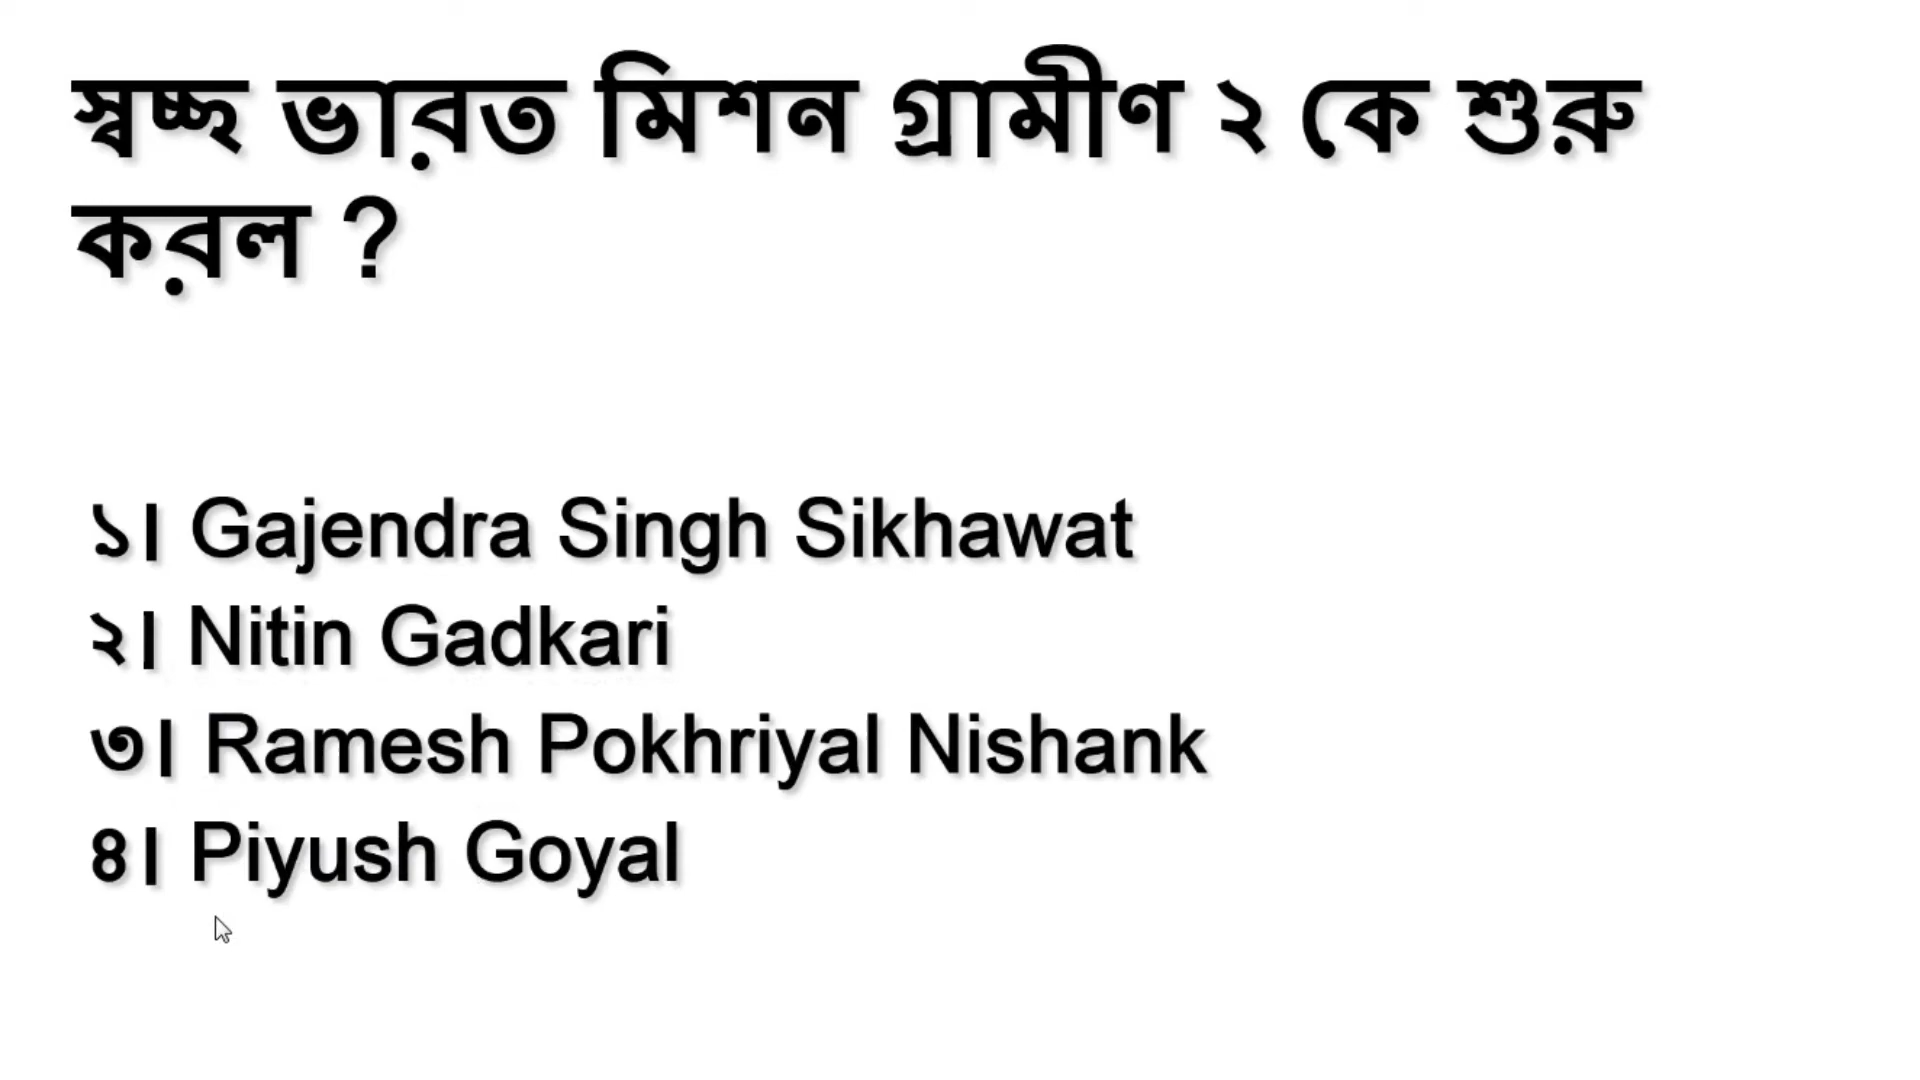 স্বচ্ছ ভারত মিশন গ্রামীণ ২ কে শুরু
করল ?
১। Gajendra Singh Sikhawat
২। Nitin Gadkari
৩। Ramesh Pokhriyal Nishank
৪। Piyush Goyal